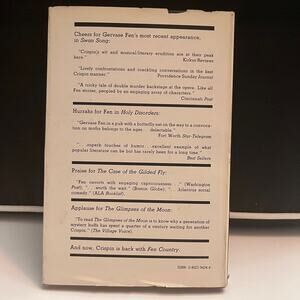 Cheers for Gervase Fen's most recent appearance,
in Swan Song:
"Crispin's wit and musical/literary erudition are at their peak
here."
Kirkus Reviews
"Lively confrontations and crackling conversations in the best
Crispin manner."
Providence Sunday Journal
"A tricky tale of double murder backstage at the opera. Like all
Fen stories, peopled by an engaging array of characters."
Cincinnati Post
Hurrahs for Fen in Holy Disorders:
"Gervase Fen in a pub with a butterfly net on the way to a convoca-
tion on moths belongs to the ages . . . delectable."
Fort Worth Star-Telegram
". . . superb touches of humor . . . excellent example of what
popular literature can be but has rarely been for a long time."
Best Sellers
Praise for The Case of the Gilded Fly:
"Fen cavorts with engaging capriciousness . . ." (Washington
Post); ". . . worth the wait." (Boston Globe); ". . . hilarious social
comedy." (ALA Booklist).
Applause for The Glimpses of the Moon:
"To read The Glimpses of the Moon is to know why a generation of
mystery buffs has spent a quarter of a century waiting for another
Crispin." (The Village Voice).
And now, Crispin is back with Fen Country.
ISBN: 0-8027-5424-4